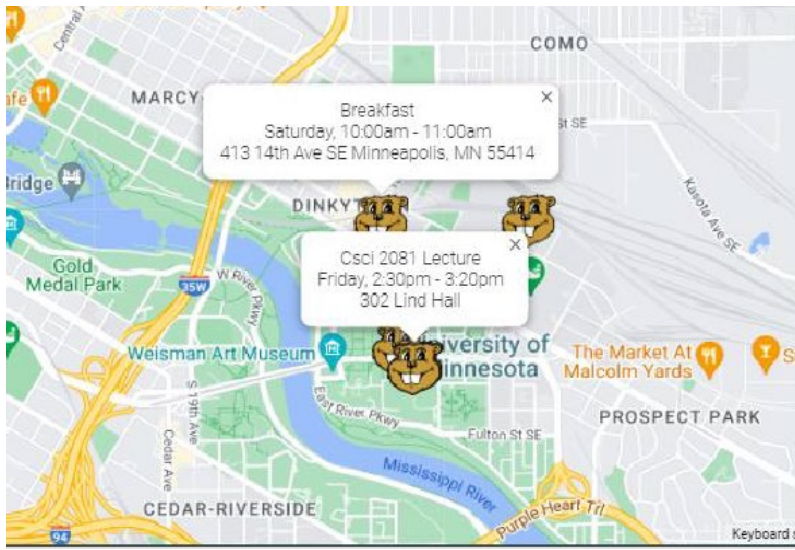 Central A
COMO
MARCY
Breakfast
Saturday, 10:00am - 11:00am
413 14th Ave SE Minneapolis, MN 55414
×
St SE
afe
Bridge
DINKYT
Kasota Ave SE
Csci 2081 Lecture
Friday, 2:30pm - 3:20pm
302 Lind Hall
×
Gold
Medal Park
35W
W River Pkwy
Weisman Art Museum
University of
Minnesota
The Market At
Malcolm Yards
S
S 19th Ave
East River Pkwy
PROSPECT PARK
Cedar Ave
Fulton St SE
Mississippi River
CEDAR-RIVERSIDE
Purple Heart Trl
94
Keyboard s